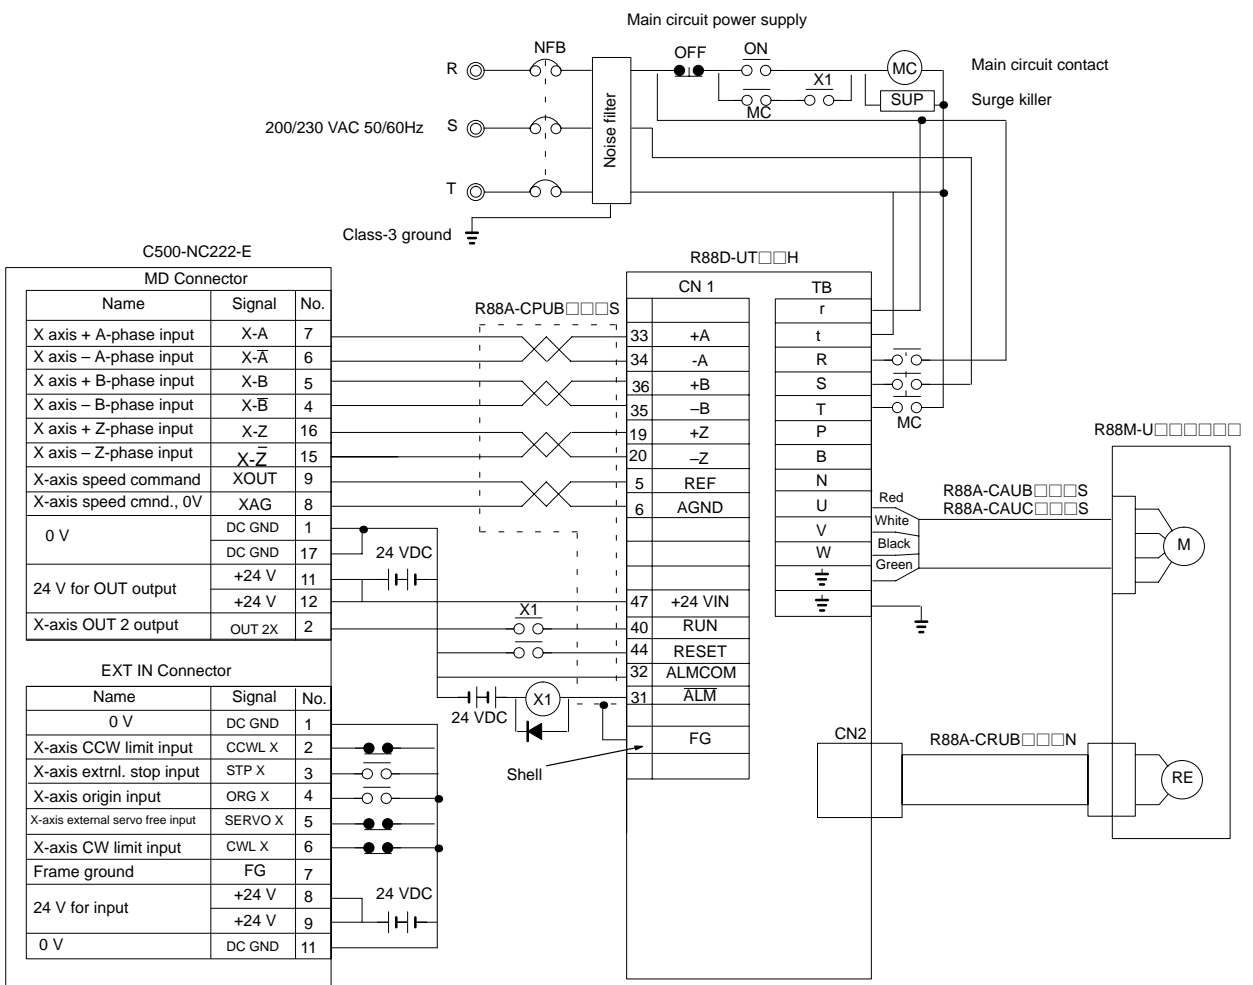 Main circuit power supply
NFB
OFF
ON
R
MC
Main circuit contact
X1
SUP
Surge killer
MC
Noise filter
200/230 VAC 50/60Hz
S
T
Class-3 ground
C500-NC222-E
MD Connector
Name Signal No.
X axis + A-phase input X-A 7
X axis – A-phase input X-A̅ 6
X axis + B-phase input X-B 5
X axis – B-phase input X-B̅ 4
X axis + Z-phase input X-Z 16
X axis – Z-phase input X-Z̅ 15
X-axis speed command XOUT 9
X-axis speed cmnd., 0V XAG 8
0 V DC GND 1
DC GND 17
24 V for OUT output +24 V 11
+24 V 12
X-axis OUT 2 output OUT 2X 2
EXT IN Connector
Name Signal No.
0 V DC GND 1
X-axis CCW limit input CCWL X 2
X-axis extrnl. stop input STP X 3
X-axis origin input ORG X 4
X-axis external servo free input SERVO X 5
X-axis CW limit input CWL X 6
Frame ground FG 7
24 V for input +24 V 8
+24 V 9
0 V DC GND 11
24 VDC
X1
X1
24 VDC
24 VDC
Shell
R88A-CPUB□□□S
R88D-UT□□H
CN 1
33 +A
34 -A
36 +B
35 –B
19 +Z
20 –Z
5 REF
6 AGND
47 +24 VIN
40 RUN
44 RESET
32 ALMCOM
31 A̅L̅M̅
FG
TB
r
t
R
S
T
P
B
N
U
V
W
MC
Red
White
Black
Green
R88A-CAUB□□□S
R88A-CAUC□□□S
R88M-U□□□□□□
M
CN2
R88A-CRUB□□□N
RE